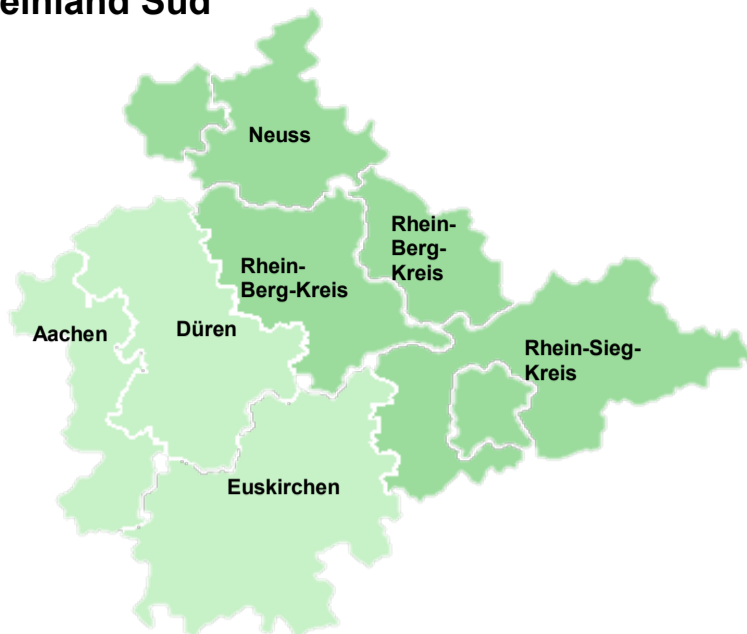 einland Süd
Neuss
Rhein-
Berg-
Kreis
Rhein-
Berg-Kreis
Aachen
Düren
Rhein-Sieg-
Kreis
Euskirchen